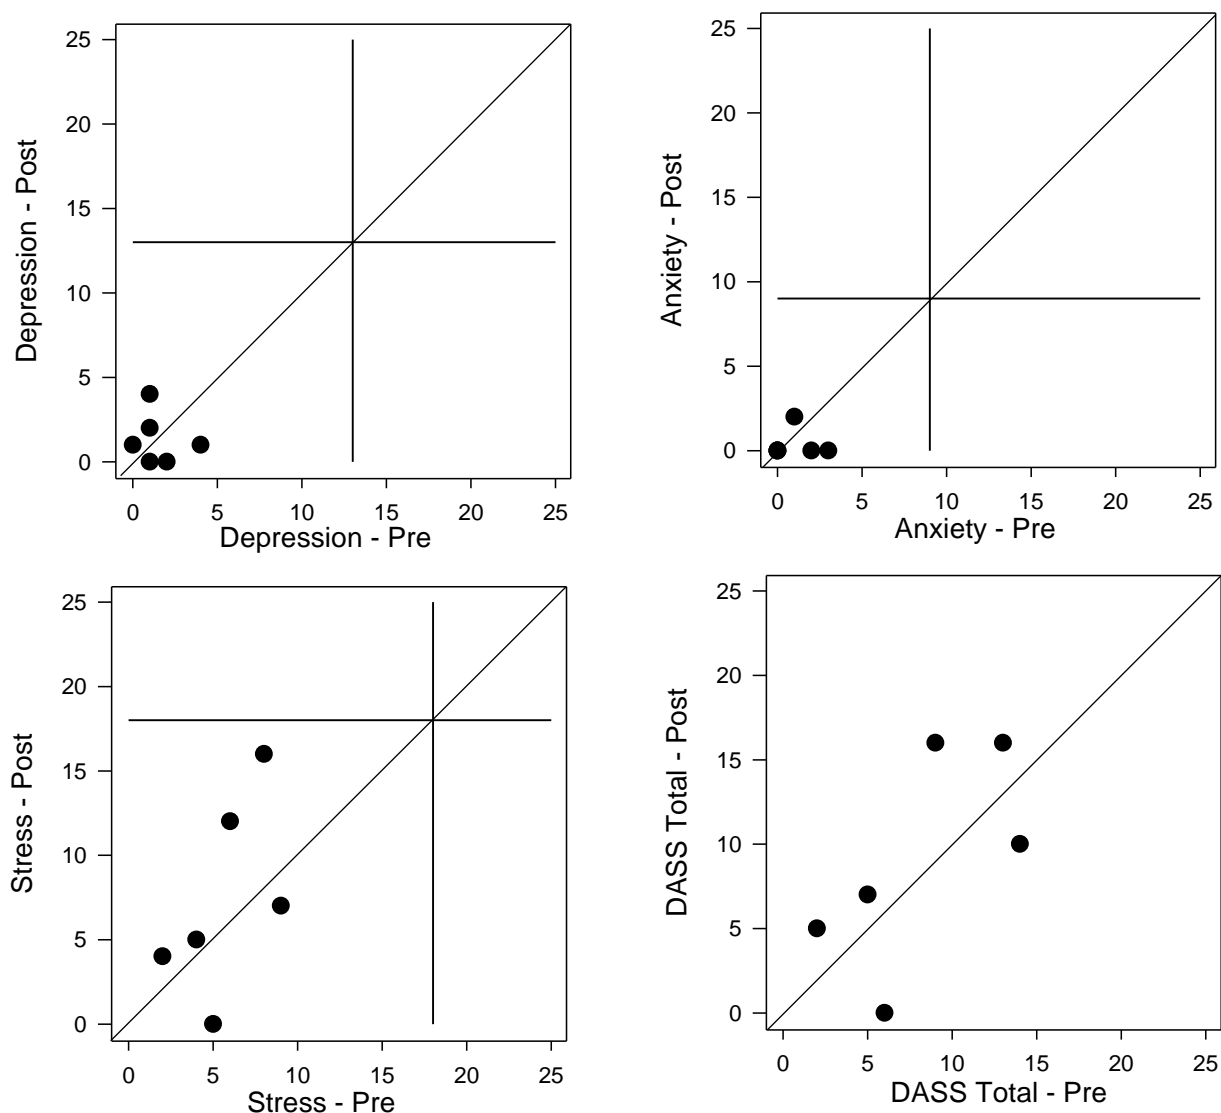 25
20
15
10
5
0
Depression - Post
0 5 10 15 20 25
Depression - Pre
25
20
15
10
5
0
Anxiety - Post
0 5 10 15 20 25
Anxiety - Pre
25
20
15
10
5
0
Stress - Post
0 5 10 15 20 25
Stress - Pre
25
20
15
10
5
0
DASS Total - Post
0 5 10 15 20 25
DASS Total - Pre